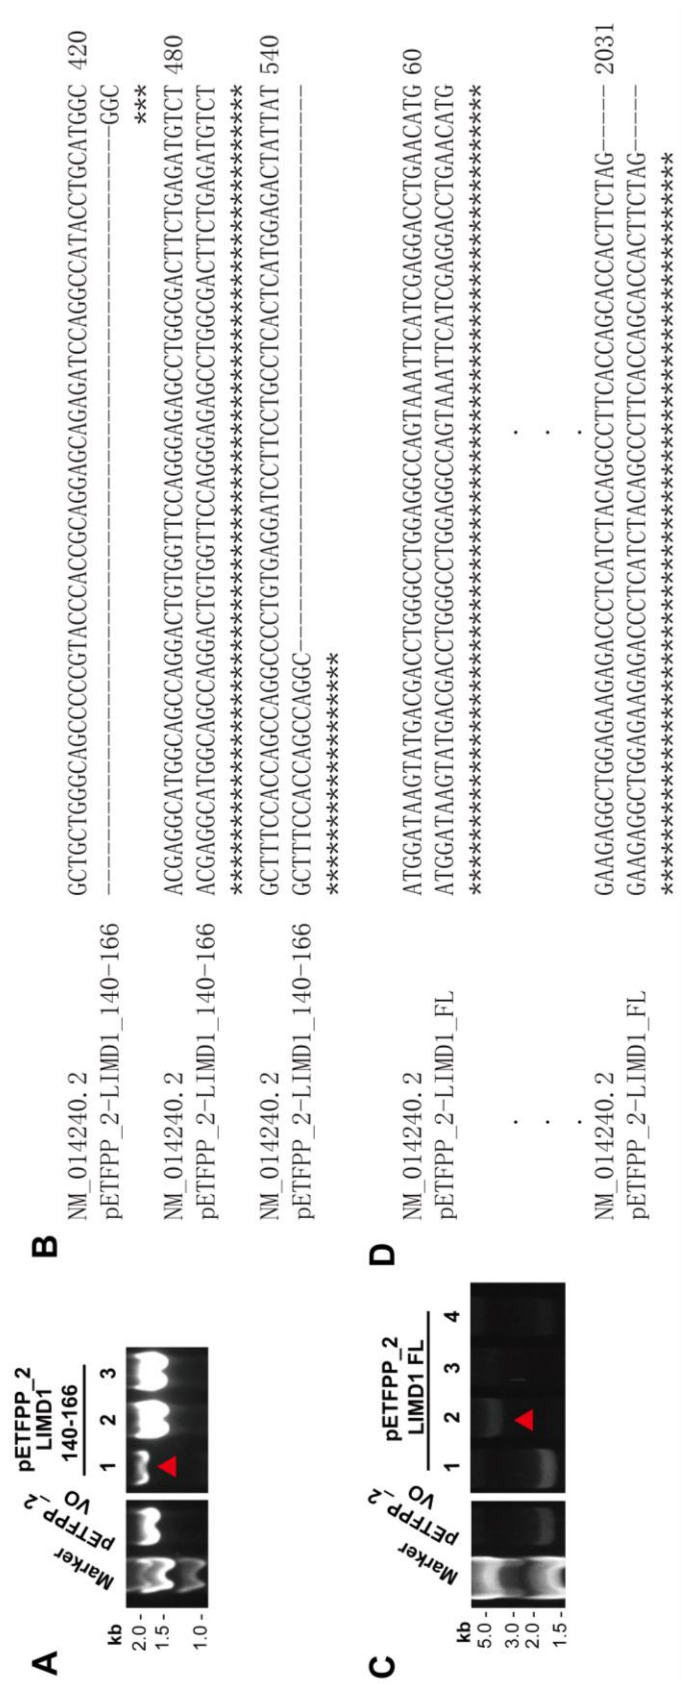 A
pETFPP_2
LIMD1
140-166
Marker
pETFPP_2
VO
1 2 3
kb
2.0 -
1.5 -
1.0 -
B
NM_014240.2 GCTGCTGGGCAGCCCCCGTACCCACCGCAGGAGCAGAGATCCAGGCCATACCTGCATGGC 420
pETFPP_2-LIMD1_140-166 ---------------------------------------------------------GGC
***
NM_014240.2 ACGAGGCATGGCAGCCAGGACTGTGGTTCCAGGGAGAGCCTGGCGACTTCTGAGATGTCT 480
pETFPP_2-LIMD1_140-166 ACGAGGCATGGCAGCCAGGACTGTGGTTCCAGGGAGAGCCTGGCGACTTCTGAGATGTCT
************************************************************
NM_014240.2 GCTTTCCACCAGCCAGGCCCCTGTGAGGATCCTTCCTGCCTCACTCATGGAGACTATTAT 540
pETFPP_2-LIMD1_140-166 GCTTTCCACCAGCCAGGC------------------------------------------
******************
C
pETFPP_2
LIMD1 FL
Marker
pETFPP_2
VO
1 2 3 4
kb
5.0 -
3.0 -
2.0 -
1.5 -
D
NM_014240.2 ATGGATAAGTATGACGACCTGGGCCTGGAGGCCAGTAAATTCATCGAGGACCTGAACATG 60
pETFPP_2-LIMD1_FL ATGGATAAGTATGACGACCTGGGCCTGGAGGCCAGTAAATTCATCGAGGACCTGAACATG
************************************************************
. .
. .
. .
NM_014240.2 GAAGAGGCTGGAGAAGAGACCCTCATCTACAGCCCTTCACCAGCACCACTTCTAG----- 2031
pETFPP_2-LIMD1_FL GAAGAGGCTGGAGAAGAGACCCTCATCTACAGCCCTTCACCAGCACCACTTCTAG-----
*******************************************************